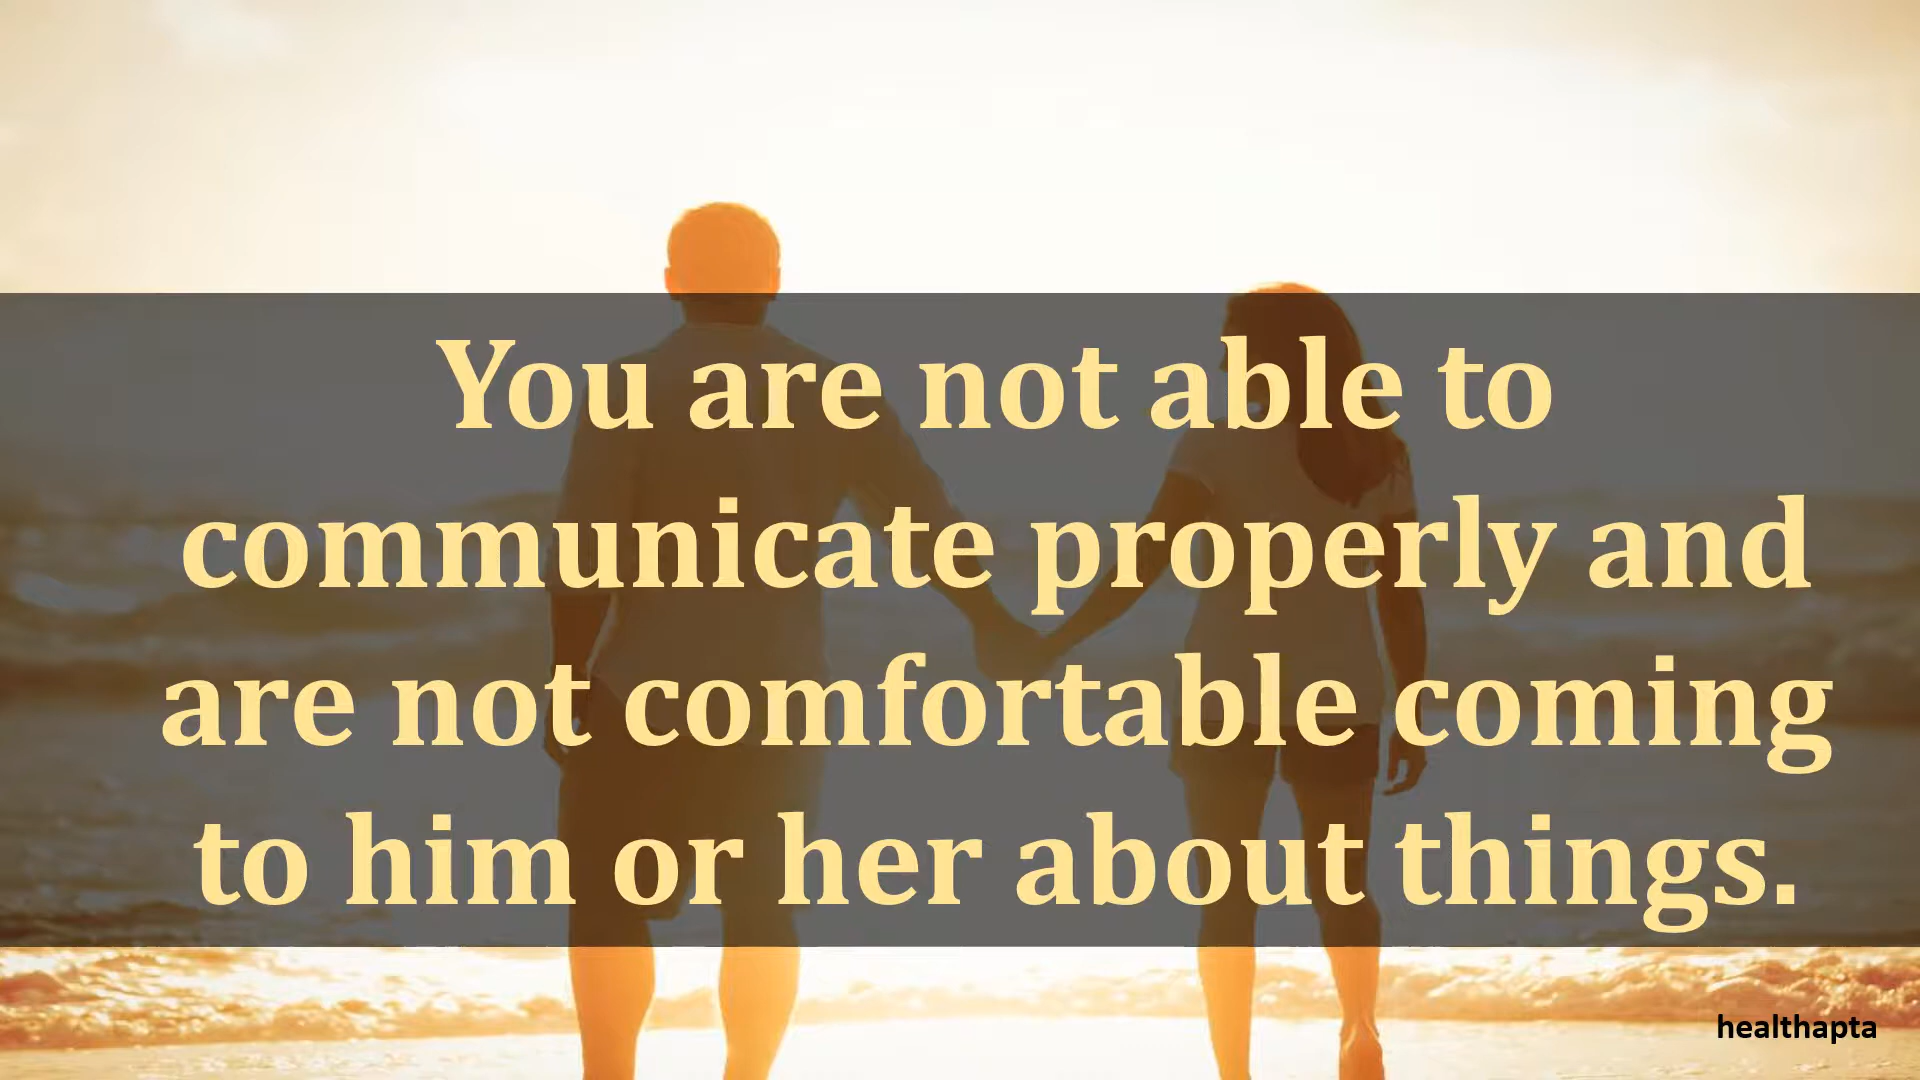 You are not able to
communicate properly and
are not comfortable coming
to him or her about things.
healthapta